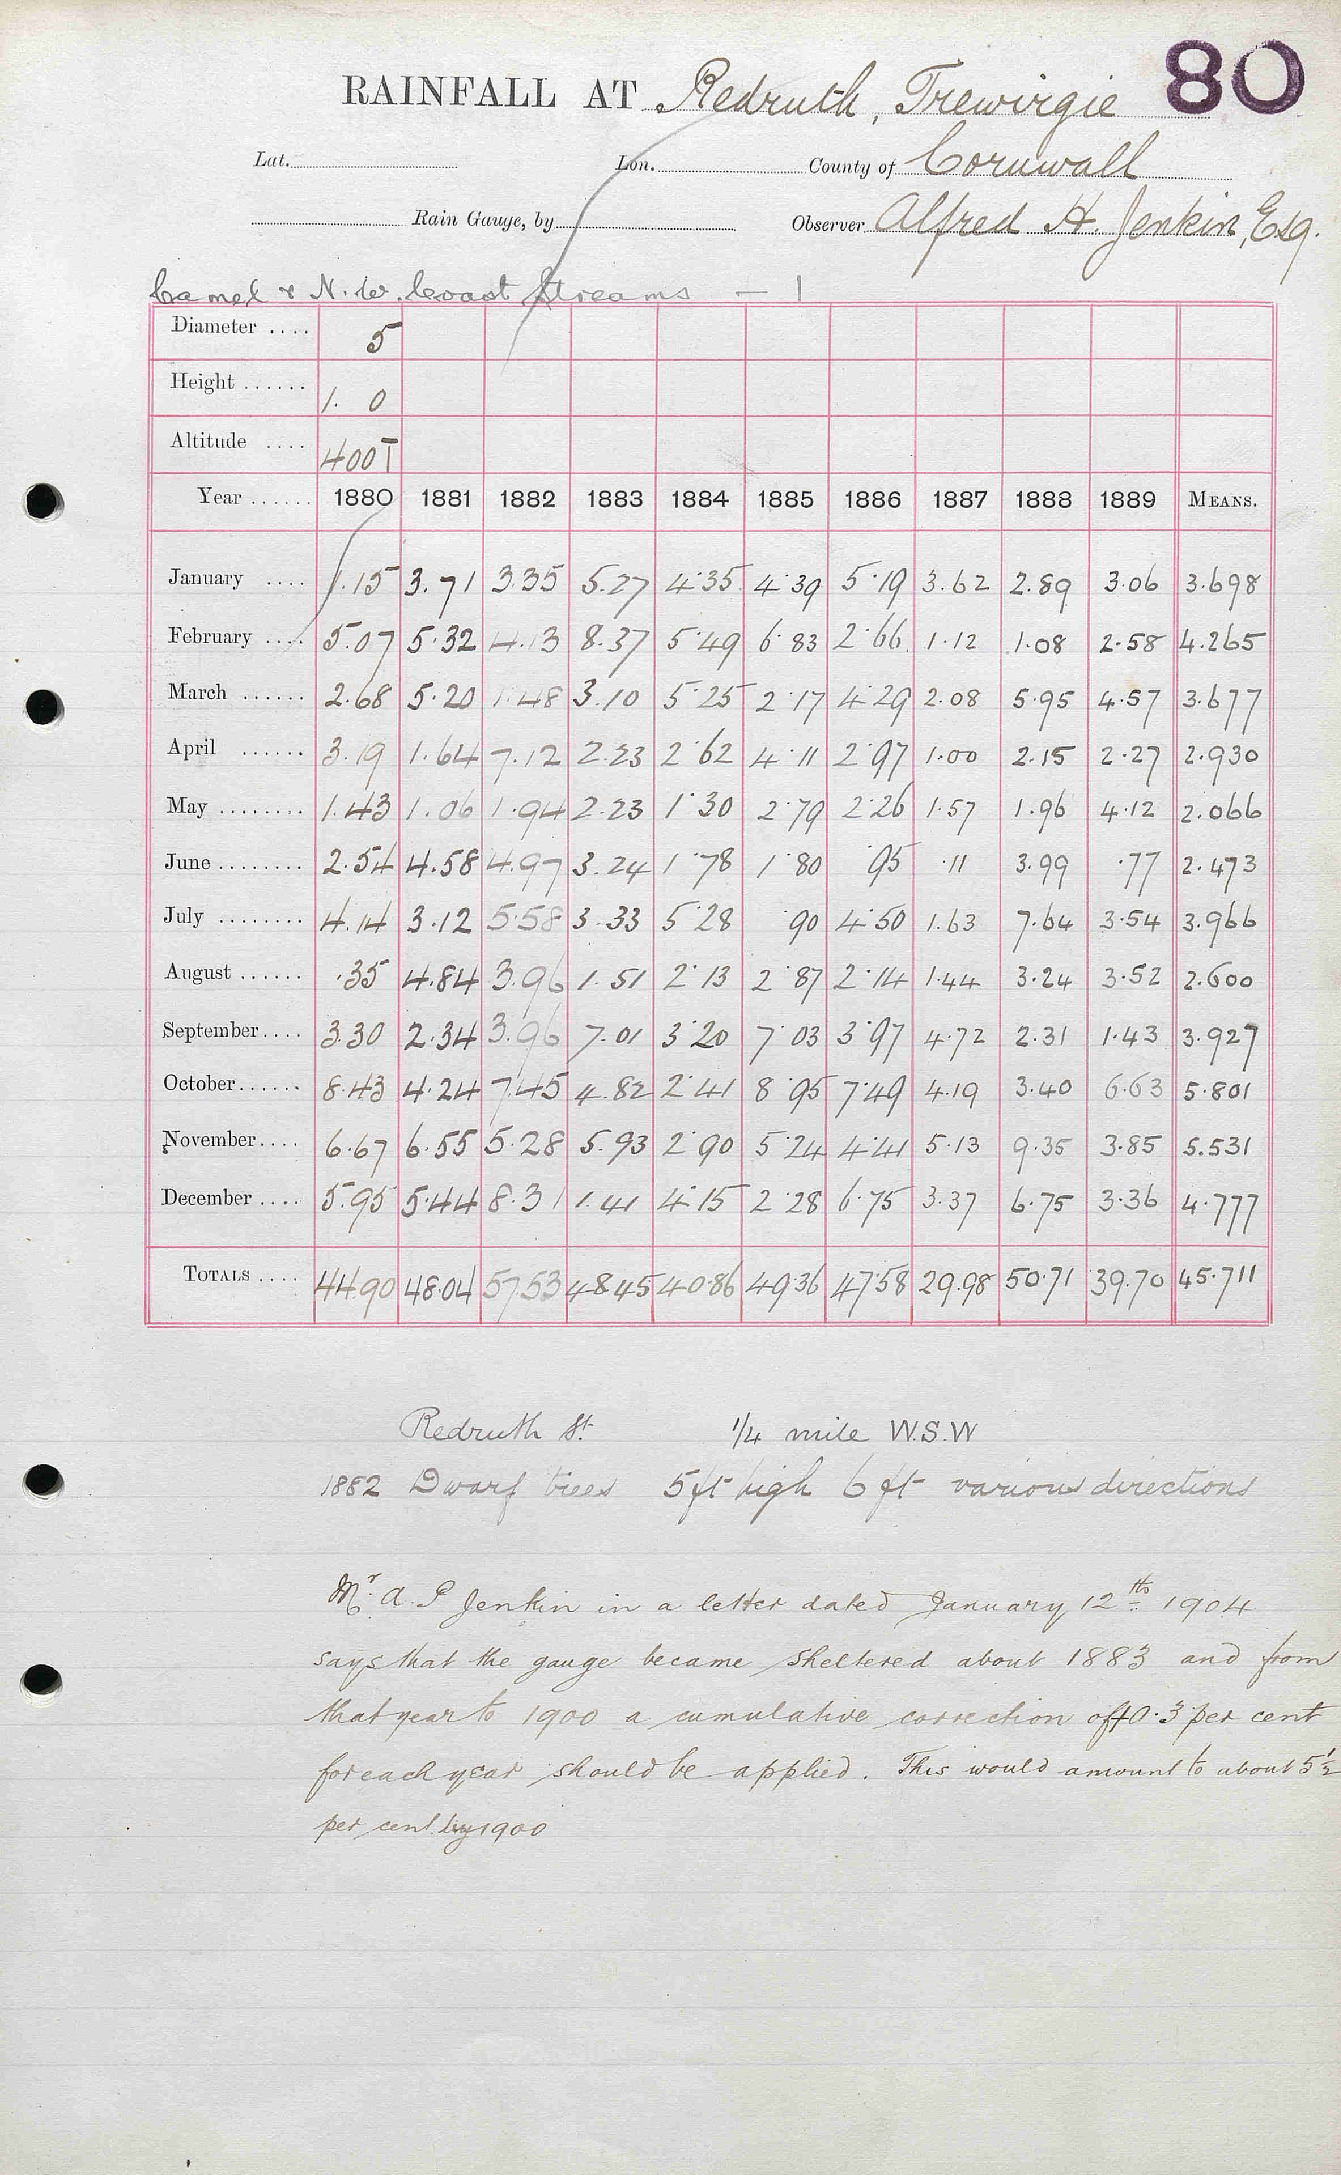 80
RAINFALL AT Redruth, Trewirgie
Lat. Lon. County of Cornwall
Rain Gauge, by Observer Alfred H. Jenkin, Esq.
Camel & N.W. Coast Streams — 1
Diameter .... 5
Height ...... 1. 0
Altitude .... 400T
Year ...... 1880 1881 1882 1883 1884 1885 1886 1887 1888 1889 MEANS.
January .... 1.15 3.71 3.35 5.27 4.35 4.39 5.19 3.62 2.89 3.06 3.698
February .... 5.07 5.32 4.13 8.37 5.49 6.83 2.66 1.12 1.08 2.58 4.265
March ...... 2.68 5.20 1.48 3.10 5.25 2.17 4.29 2.08 5.95 4.57 3.677
April ...... 3.19 1.64 7.12 2.23 2.62 4.11 2.97 1.00 2.15 2.27 2.930
May ........ 1.43 1.06 1.94 2.23 1.30 2.79 2.26 1.57 1.96 4.12 2.066
June ........ 2.54 4.58 4.97 3.24 1.78 1.80 .95 .11 3.99 .77 2.473
July ........ 4.14 3.12 5.58 3.33 5.28 .90 4.50 1.63 7.64 3.54 3.966
August ...... .35 4.84 3.96 1.51 2.13 2.87 2.14 1.44 3.24 3.52 2.600
September .... 3.30 2.34 3.96 7.01 3.20 7.03 3.97 4.72 2.31 1.43 3.927
October ...... 8.43 4.24 7.45 4.82 2.41 8.95 7.49 4.19 3.40 6.63 5.801
November .... 6.67 6.55 5.28 5.93 2.90 5.24 4.41 5.13 9.35 3.85 5.531
December .... 5.95 5.44 8.31 1.41 4.15 2.28 6.75 3.37 6.75 3.36 4.777
TOTALS .... 44.90 48.04 57.53 48.45 40.86 49.36 47.58 29.98 50.71 39.70 45.711
Redruth St. 1/4 mile W.S.W
1882 Dwarf trees 5ft high 6 ft various directions
Mr. A. P Jenkin in a letter dated January 12th 1904
says that the gauge became sheltered about 1883 and from
that year to 1900 a cumulative correction of +0.3 per cent
for each year should be applied. This would amount to about 5½
per cent by 1900